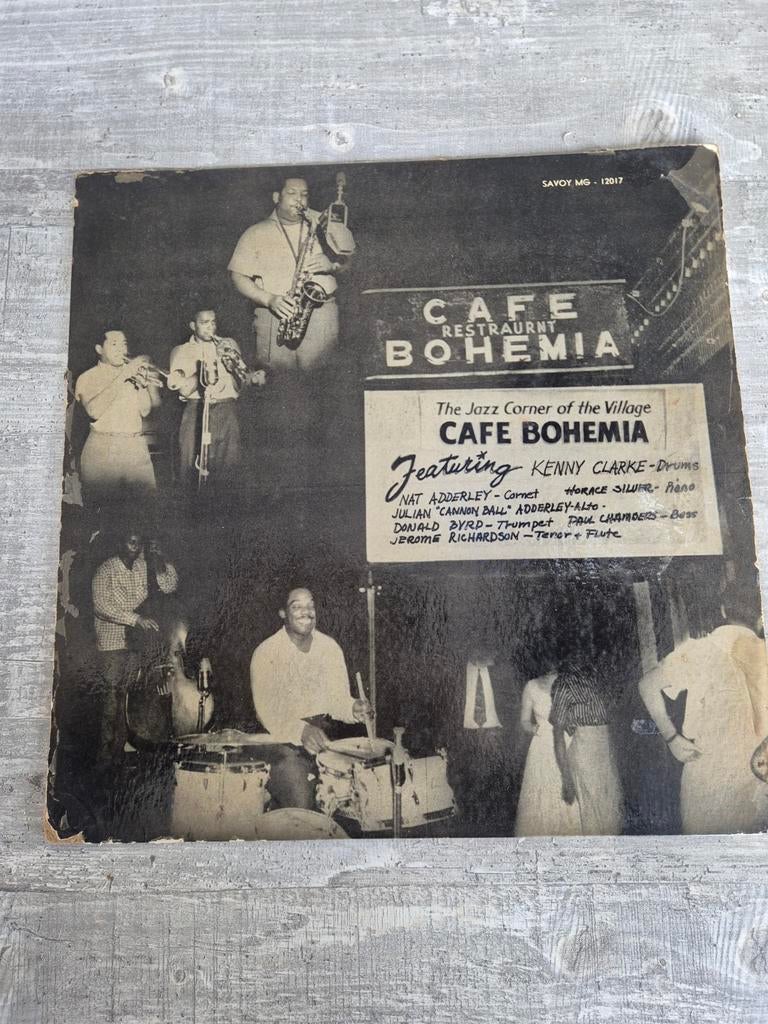 SAVOY MG - 12017
CAFE
RESTRAURNT
BOHEMIA
The Jazz Corner of the Village
CAFE BOHEMIA
Featuring KENNY CLARKE-Drums
NAT ADDERLEY-Cornet HORACE SILVER-Piano
JULIAN "CANNON BALL" ADDERLEY-Alto-
DONALD BYRD-Trumpet PAUL CHAMBERS-Bass
JEROME RICHARDSON-Tenor + Flute